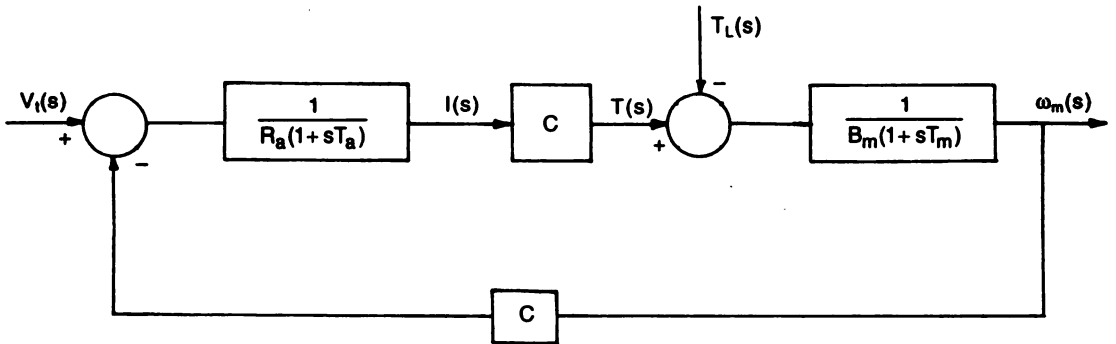 T_L(s)
−
V_t(s)
+
−
1
R_a(1+sT_a)
I(s)
C
T(s)
+
1
B_m(1+sT_m)
ω_m(s)
C